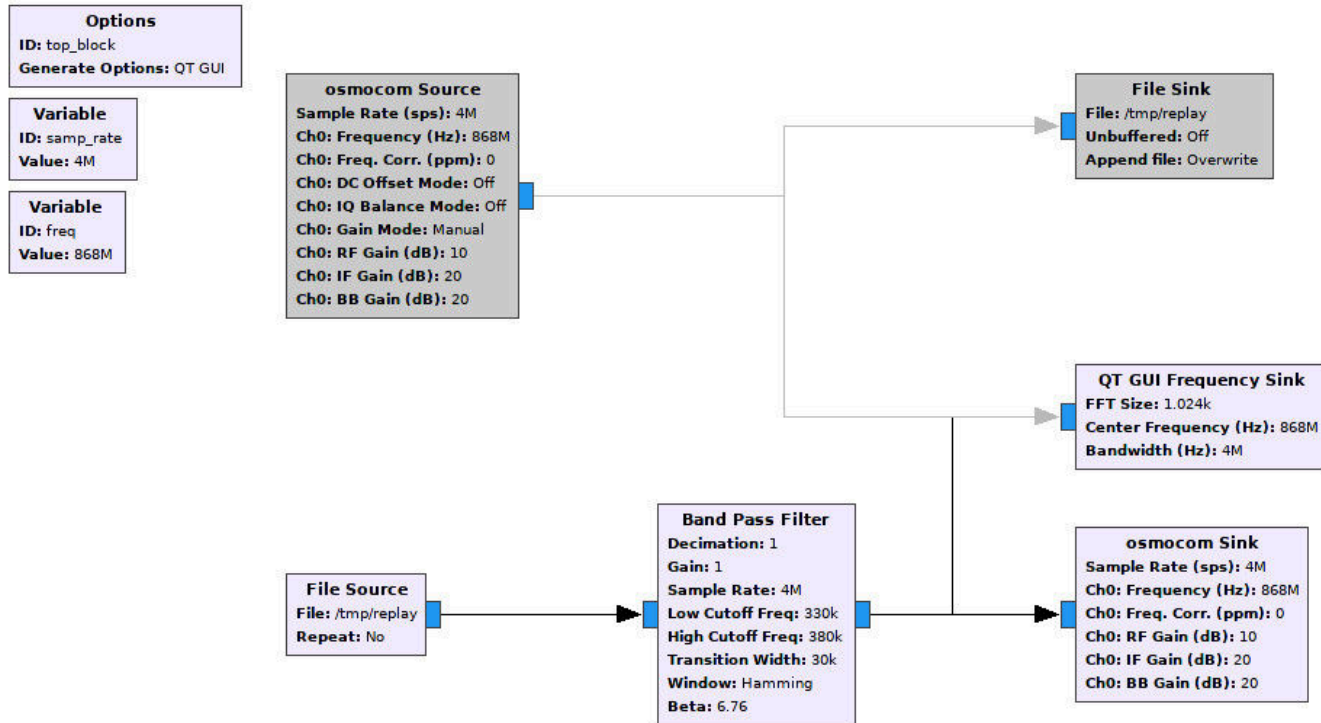 Options
ID: top_block
Generate Options: QT GUI
Variable
ID: samp_rate
Value: 4M
Variable
ID: freq
Value: 868M
osmocom Source
Sample Rate (sps): 4M
Ch0: Frequency (Hz): 868M
Ch0: Freq. Corr. (ppm): 0
Ch0: DC Offset Mode: Off
Ch0: IQ Balance Mode: Off
Ch0: Gain Mode: Manual
Ch0: RF Gain (dB): 10
Ch0: IF Gain (dB): 20
Ch0: BB Gain (dB): 20
File Sink
File: /tmp/replay
Unbuffered: Off
Append file: Overwrite
QT GUI Frequency Sink
FFT Size: 1.024k
Center Frequency (Hz): 868M
Bandwidth (Hz): 4M
File Source
File: /tmp/replay
Repeat: No
Band Pass Filter
Decimation: 1
Gain: 1
Sample Rate: 4M
Low Cutoff Freq: 330k
High Cutoff Freq: 380k
Transition Width: 30k
Window: Hamming
Beta: 6.76
osmocom Sink
Sample Rate (sps): 4M
Ch0: Frequency (Hz): 868M
Ch0: Freq. Corr. (ppm): 0
Ch0: RF Gain (dB): 10
Ch0: IF Gain (dB): 20
Ch0: BB Gain (dB): 20